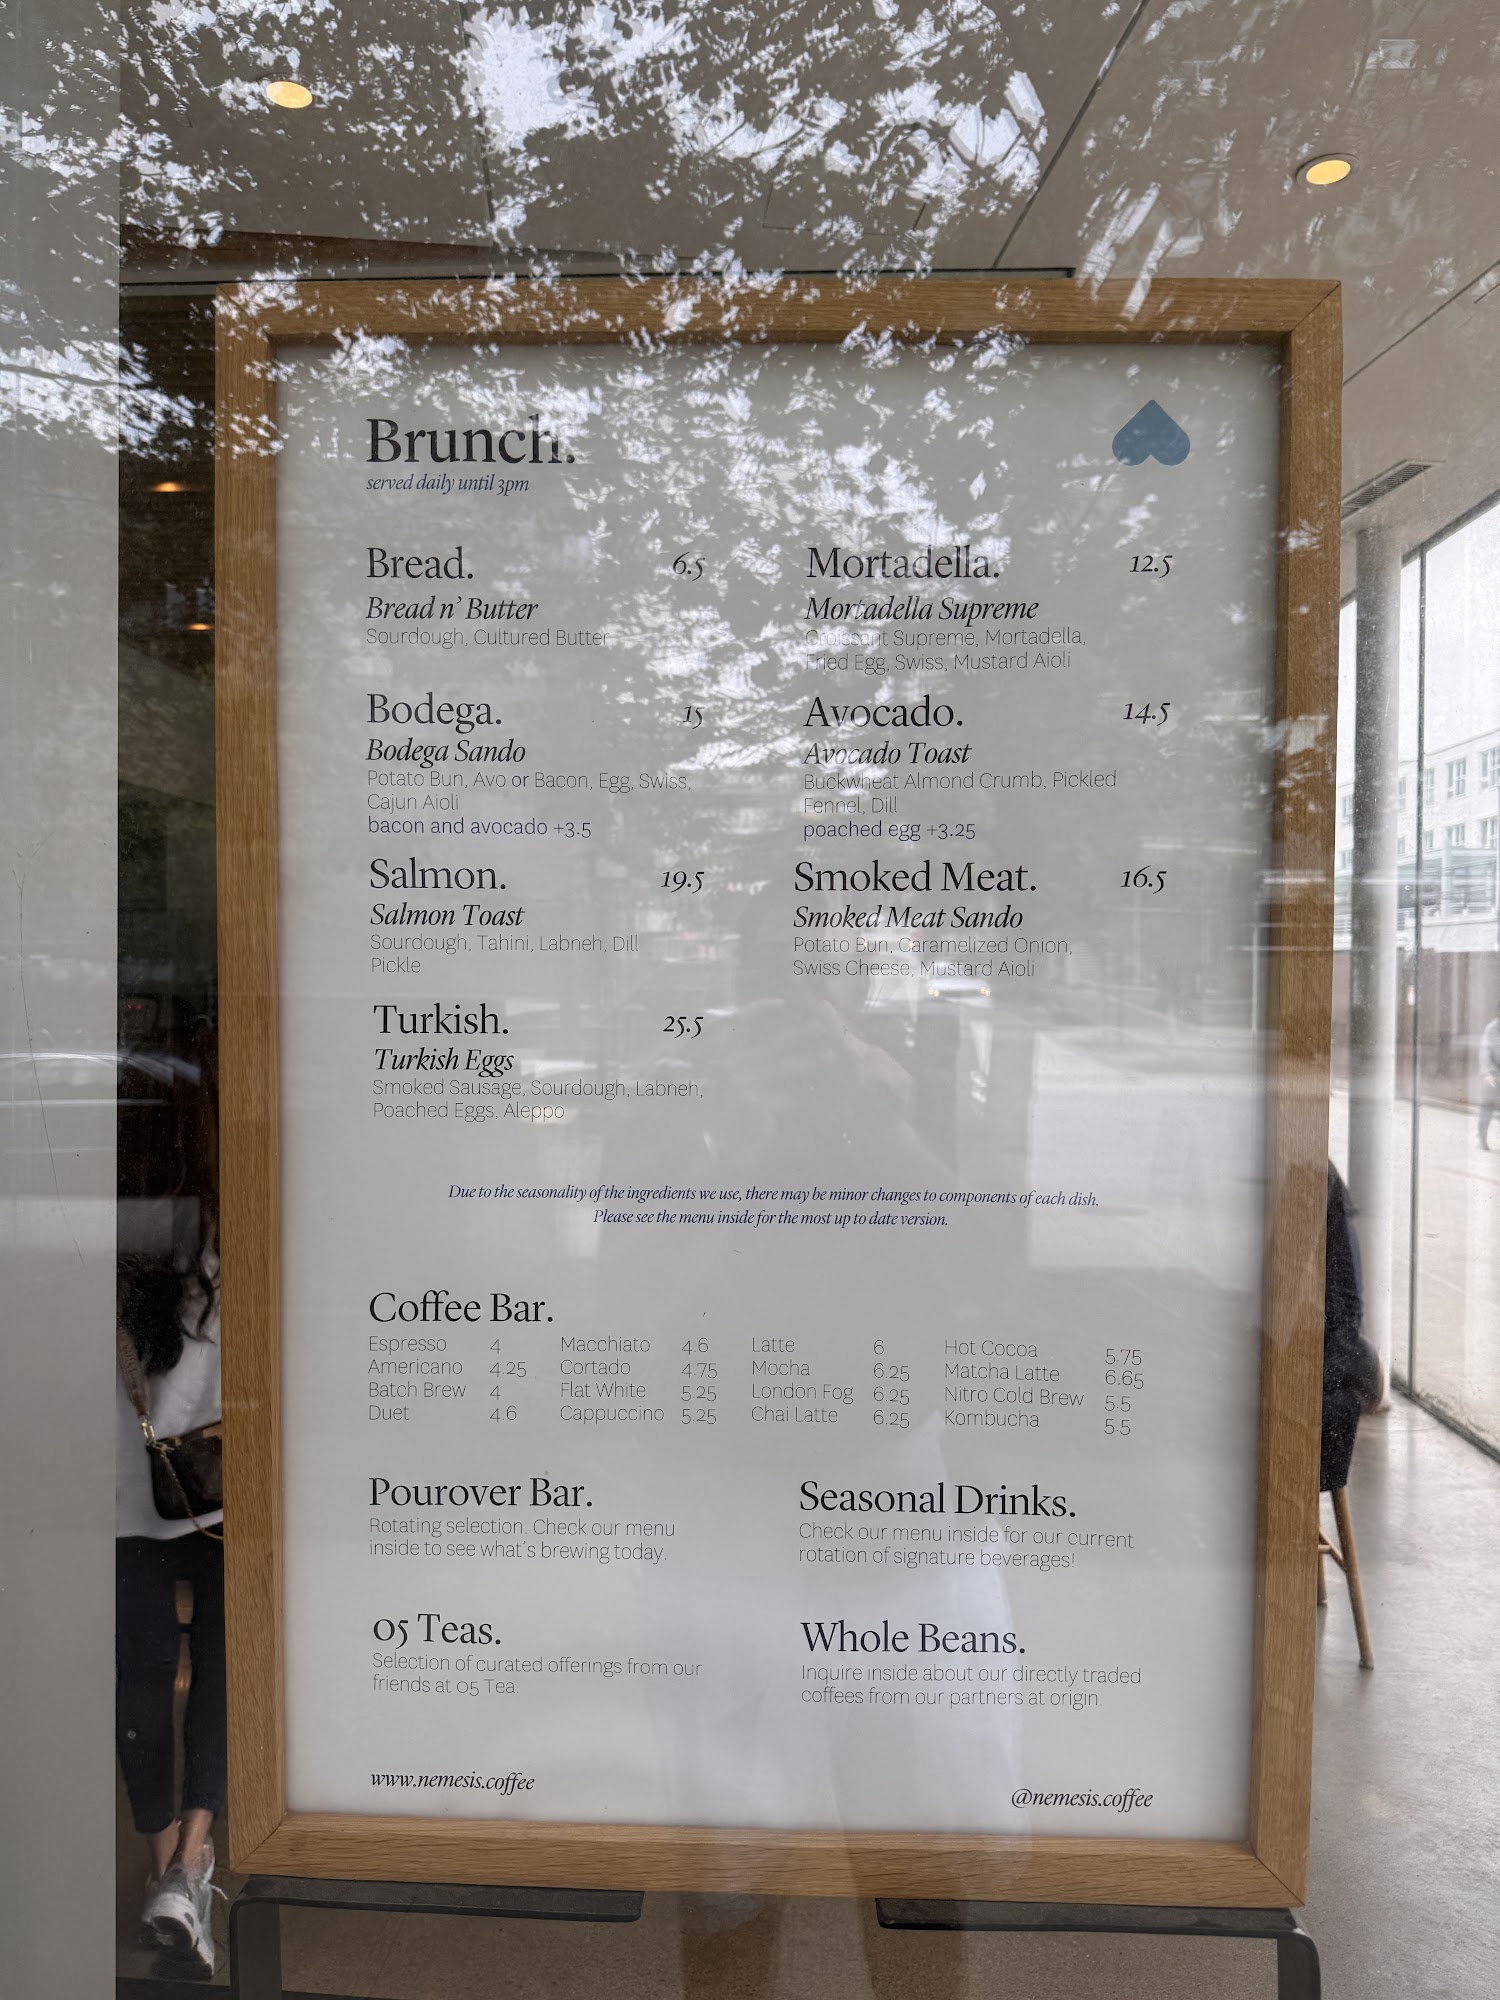 Brunch.
served daily until 3pm
Bread. 6.5
Bread n' Butter
Sourdough, Cultured Butter
Bodega. 15
Bodega Sando
Potato Bun, Avo or Bacon, Egg, Swiss,
Cajun Aioli
bacon and avocado +3.5
Salmon. 19.5
Salmon Toast
Sourdough, Tahini, Labneh, Dill
Pickle
Turkish. 25.5
Turkish Eggs
Smoked Sausage, Sourdough, Labneh,
Poached Eggs, Aleppo
Mortadella. 12.5
Mortadella Supreme
Croissant Supreme, Mortadella,
Fried Egg, Swiss, Mustard Aioli
Avocado. 14.5
Avocado Toast
Buckwheat Almond Crumb, Pickled
Fennel, Dill
poached egg +3.25
Smoked Meat. 16.5
Smoked Meat Sando
Potato Bun, Caramelized Onion,
Swiss Cheese, Mustard Aioli
Due to the seasonality of the ingredients we use, there may be minor changes to components of each dish.
Please see the menu inside for the most up to date version.
Coffee Bar.
Espresso 4
Americano 4.25
Batch Brew 4
Duet 4.6
Macchiato 4.6
Cortado 4.75
Flat White 5.25
Cappuccino 5.25
Latte 6
Mocha 6.25
London Fog 6.25
Chai Latte 6.25
Hot Cocoa 5.75
Matcha Latte 6.65
Nitro Cold Brew 5.5
Kombucha 5.5
Pourover Bar.
Rotating selection. Check our menu
inside to see what's brewing today.
Seasonal Drinks.
Check our menu inside for our current
rotation of signature beverages!
05 Teas.
Selection of curated offerings from our
friends at 05 Tea.
Whole Beans.
Inquire inside about our directly traded
coffees from our partners at origin.
www.nemesis.coffee
@nemesis.coffee